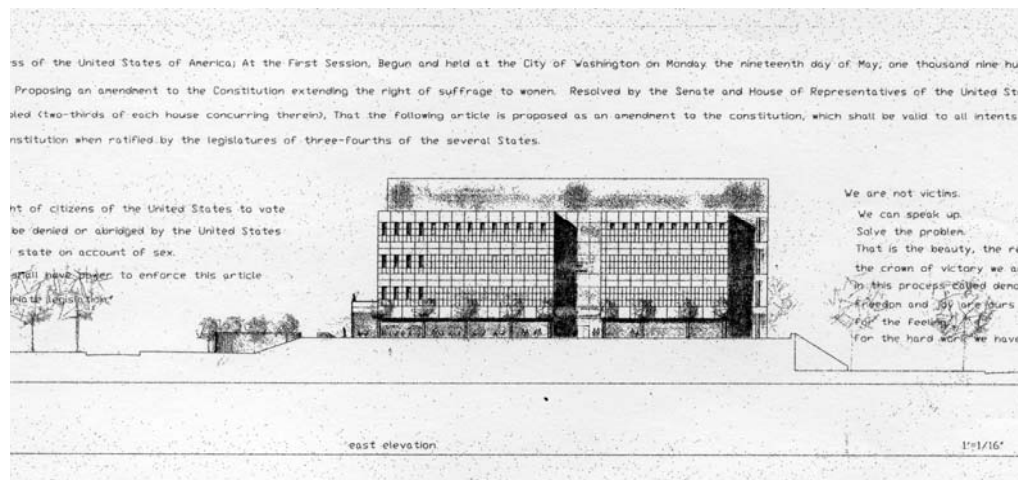 ss of the United States of America; At the First Session, Begun and held at the City of Washington on Monday the nineteenth day of May, one thousand nine hu
Proposing an amendment to the Constitution extending the right of suffrage to women. Resolved by the Senate and House of Representatives of the United St
bled (two-thirds of each house concurring therein), That the following article is proposed as an amendment to the constitution, which shall be valid to all intents
nstitution when ratified by the legislatures of three-fourths of the several States.
ht of citizens of the United States to vote
be denied or abridged by the United States
state on account of sex.
shall have power to enforce this article
riate legislation."
We are not victims.
We can speak up.
Solve the problem.
That is the beauty, the re
the crown of victory we a
in this process called demo
freedom and joy are ours
for the feeling
for the hard work we have
east elevation
1"=1/16"